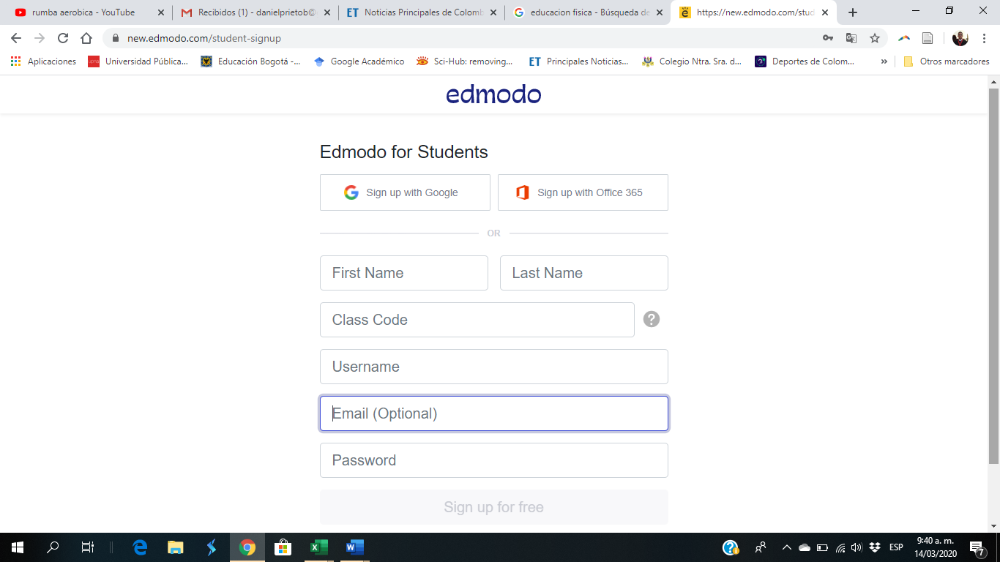 rumba aerobica - YouTube
Recibidos (1) - danielprietob@
ET Noticias Principales de Colomb
educacion fisica - Búsqueda de
https://new.edmodo.com/stud
new.edmodo.com/student-signup
Aplicaciones
Universidad Pública...
Educación Bogotá -...
Google Académico
Sci-Hub: removing...
ET Principales Noticias...
Colegio Ntra. Sra. d...
Deportes de Colom...
»
Otros marcadores
edmodo
Edmodo for Students
Sign up with Google
Sign up with Office 365
OR
First Name
Last Name
Class Code
?
Username
Email (Optional)
Password
Sign up for free
ESP
9:40 a. m.
14/03/2020
7